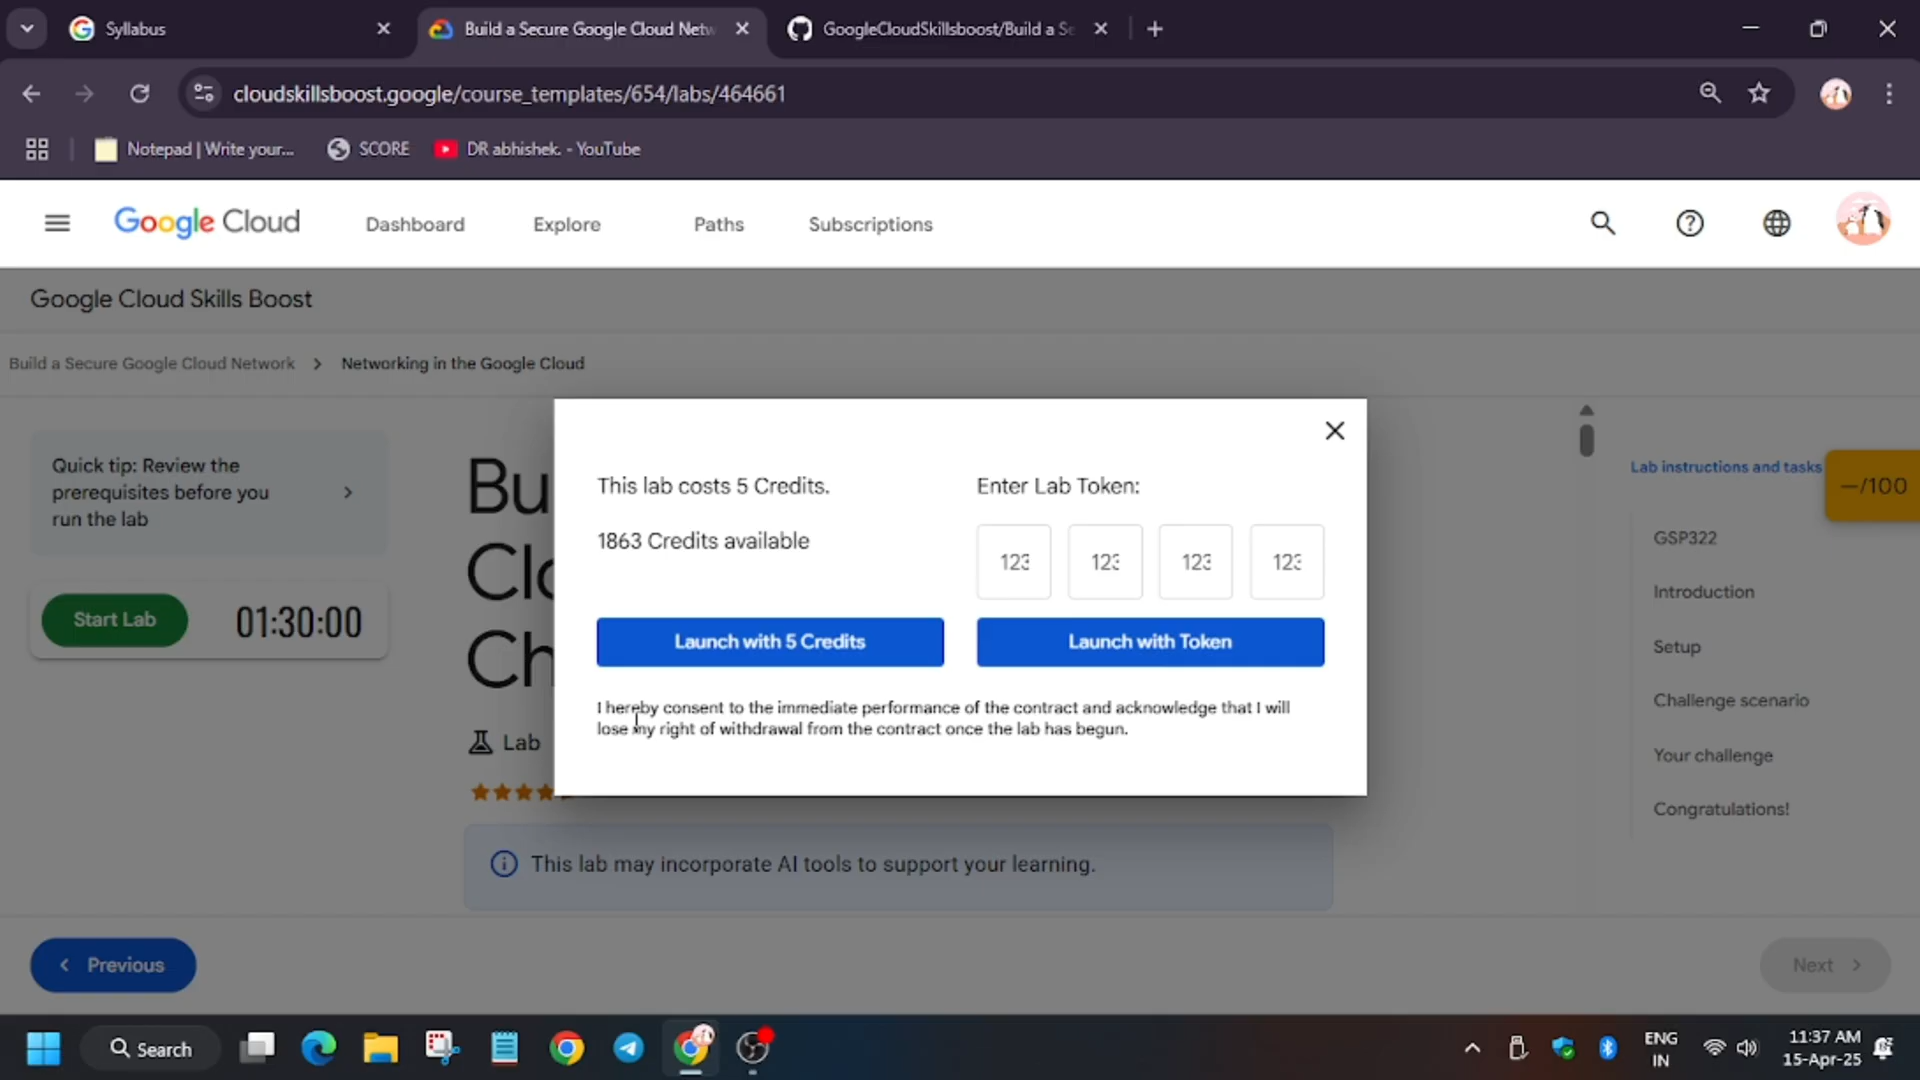 Syllabus
Build a Secure Google Cloud Netw
GoogleCloudSkillsboost/Build a Se
cloudskillsboost.google/course_templates/654/labs/464661
Notepad | Write your...
SCORE
DR abhishek. - YouTube
Google Cloud
Dashboard
Explore
Paths
Subscriptions
Google Cloud Skills Boost
Build a Secure Google Cloud Network
Networking in the Google Cloud
Quick tip: Review the
prerequisites before you
run the lab
Start Lab
01:30:00
Bu
Clo
Ch
Lab
This lab costs 5 Credits.
1863 Credits available
Launch with 5 Credits
Enter Lab Token:
123 123 123 123
Launch with Token
I hereby consent to the immediate performance of the contract and acknowledge that I will
lose my right of withdrawal from the contract once the lab has begun.
This lab may incorporate AI tools to support your learning.
Lab instructions and tasks
—/100
GSP322
Introduction
Setup
Challenge scenario
Your challenge
Congratulations!
Previous
Next
Search
ENG
IN
11:37 AM
15-Apr-25